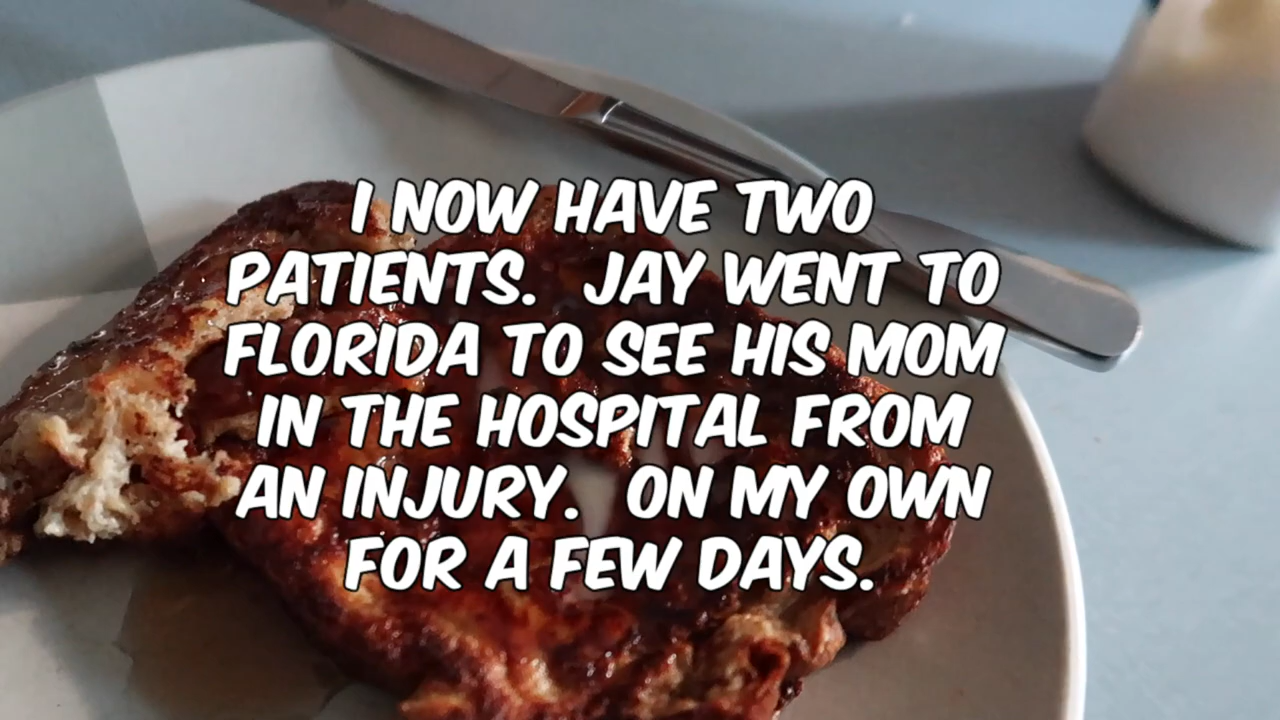 I NOW HAVE TWO
PATIENTS.  JAY WENT TO
FLORIDA TO SEE HIS MOM
IN THE HOSPITAL FROM
AN INJURY.  ON MY OWN
FOR A FEW DAYS.